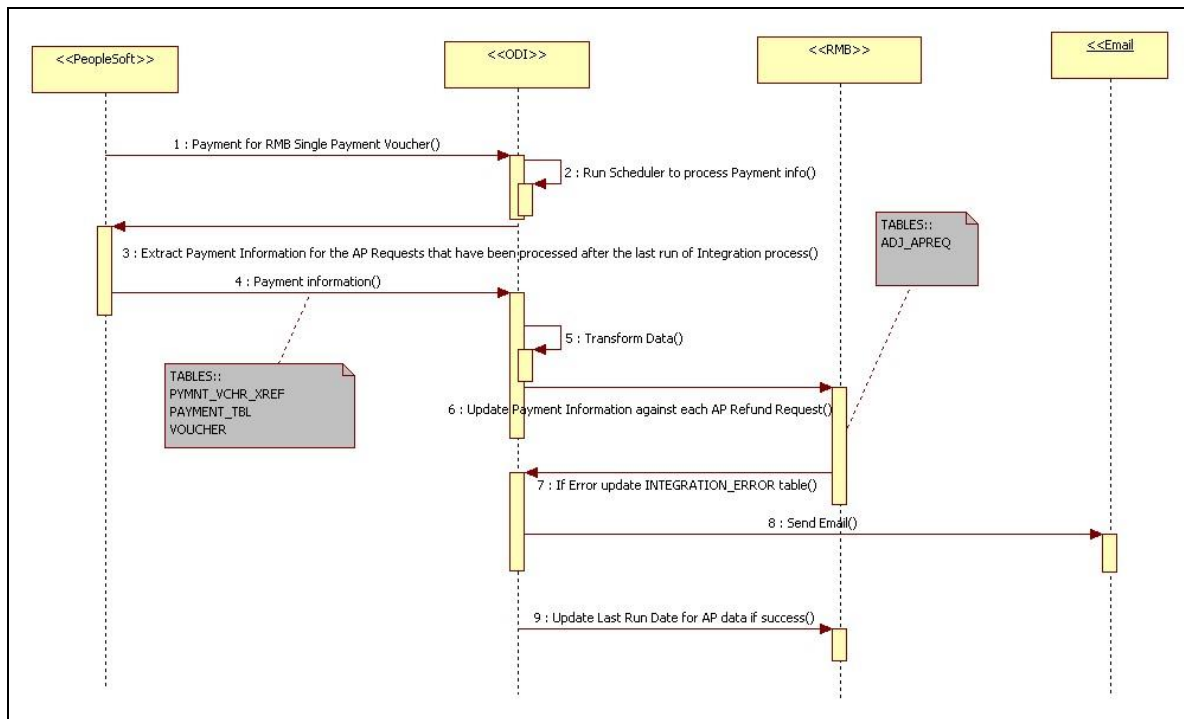 <<PeopleSoft>>
<<ODI>>
<<RMB>>
<<Email
1 : Payment for RMB Single Payment Voucher()
2 : Run Scheduler to process Payment info()
TABLES::
ADJ_APREQ
3 : Extract Payment Information for the AP Requests that have been processed after the last run of Integration process()
4 : Payment information()
5 : Transform Data()
TABLES::
PYMNT_VCHR_XREF
PAYMENT_TBL
VOUCHER
6 : Update Payment Information against each AP Refund Request()
7 : If Error update INTEGRATION_ERROR table()
8 : Send Email()
9 : Update Last Run Date for AP data if success()